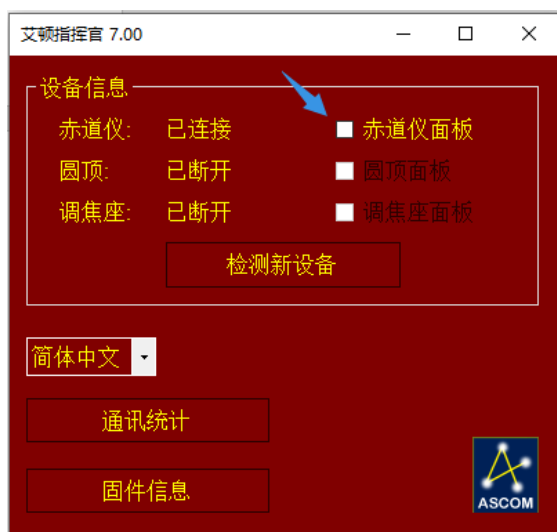 艾顿指挥官 7.00
设备信息
赤道仪: 已连接 赤道仪面板
圆顶: 已断开 圆顶面板
调焦座: 已断开 调焦座面板
检测新设备
简体中文
通讯统计
固件信息
ASCOM